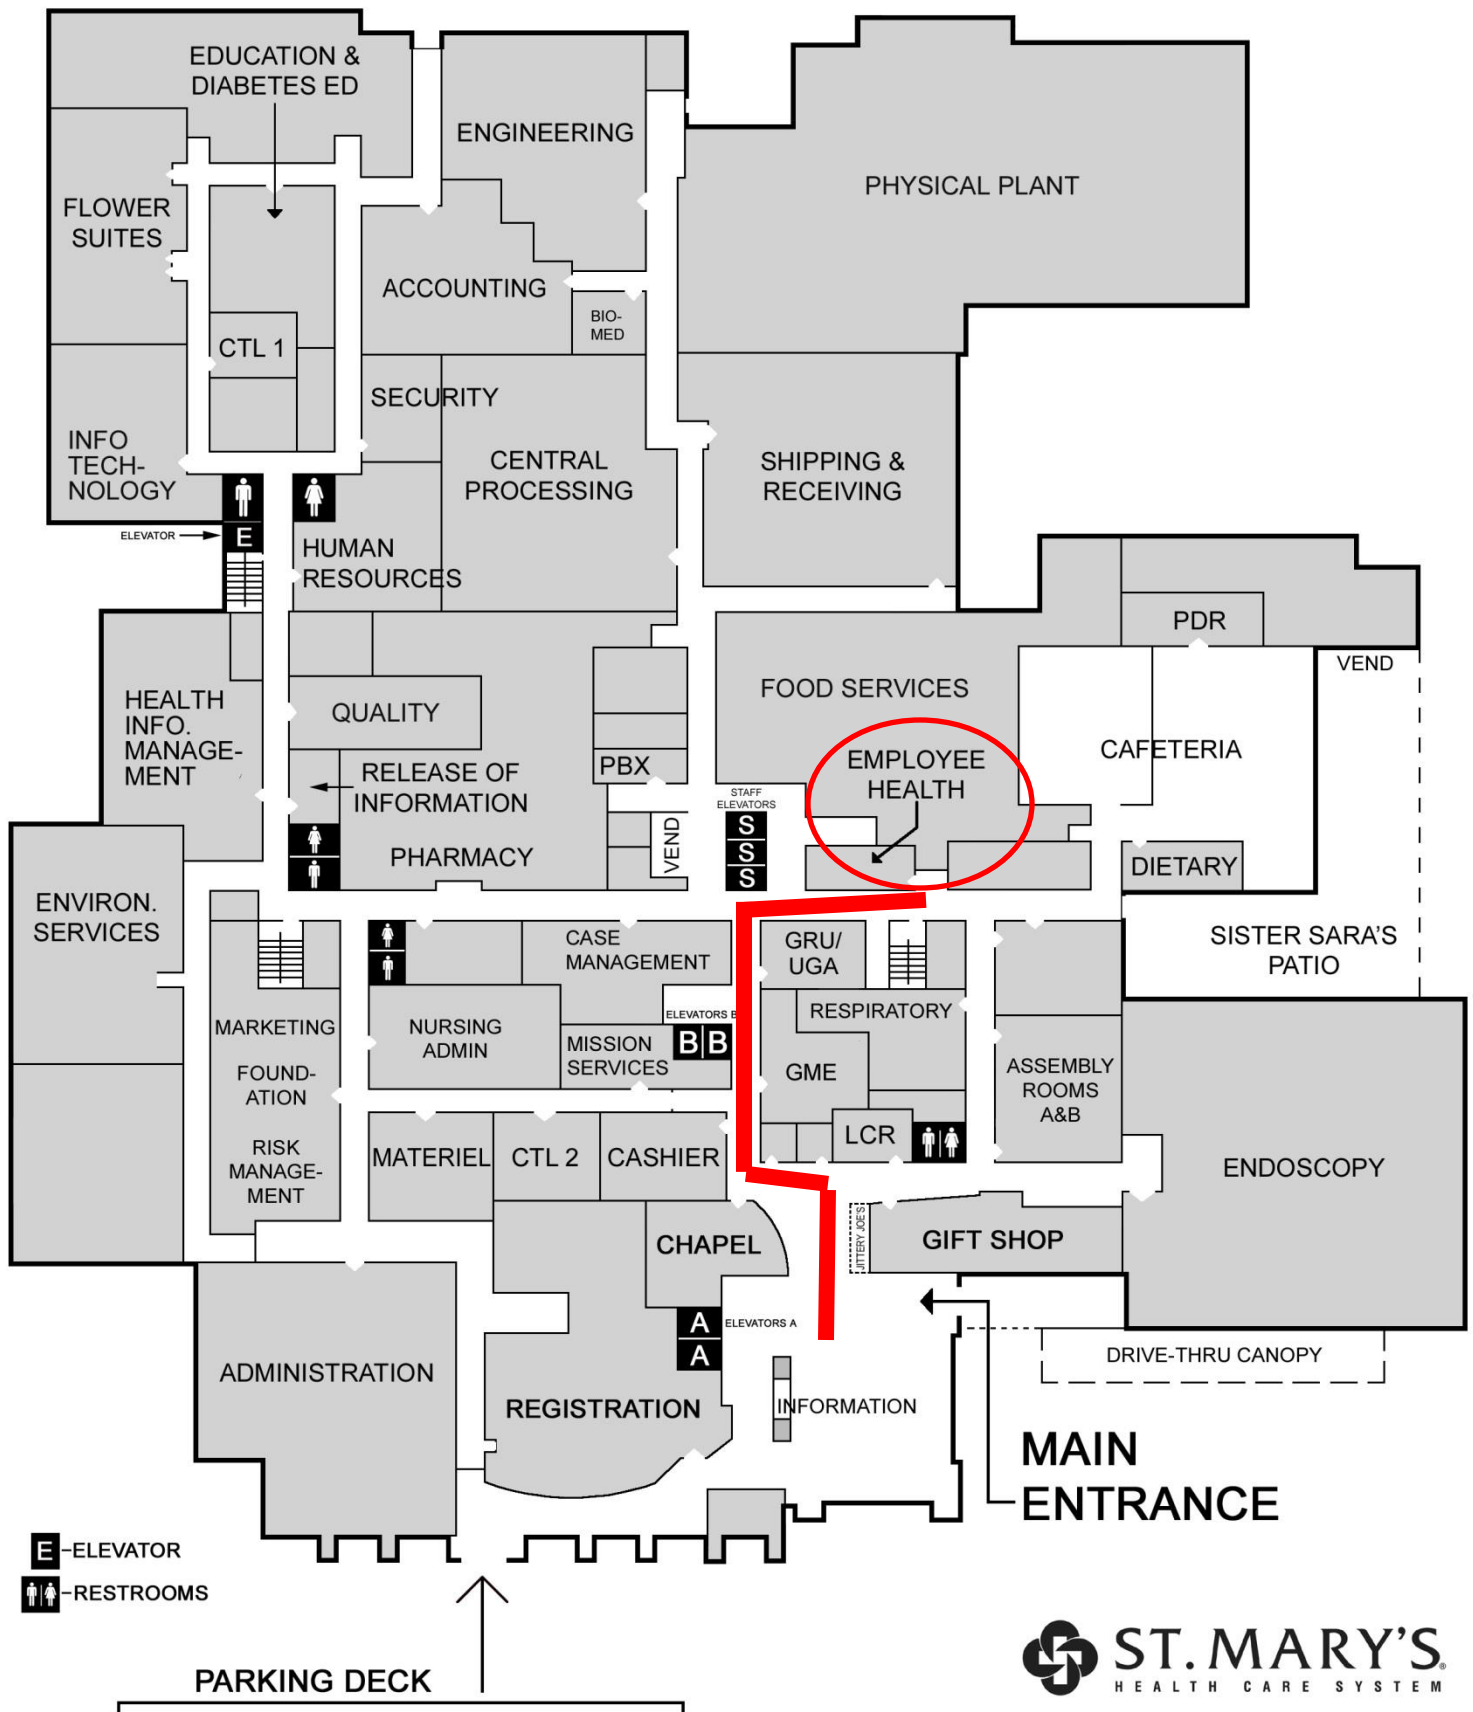 EDUCATION &
DIABETES ED
ENGINEERING
PHYSICAL PLANT
FLOWER
SUITES
ACCOUNTING
BIO-
MED
CTL 1
SECURITY
INFO
TECH-
NOLOGY
CENTRAL
PROCESSING
SHIPPING &
RECEIVING
ELEVATOR
E
HUMAN
RESOURCES
PDR
VEND
HEALTH
INFO.
MANAGE-
MENT
QUALITY
FOOD SERVICES
CAFETERIA
PBX
RELEASE OF
INFORMATION
EMPLOYEE
HEALTH
STAFF
ELEVATORS
S
S
S
VEND
PHARMACY
DIETARY
ENVIRON.
SERVICES
CASE
MANAGEMENT
GRU/
UGA
SISTER SARA'S
PATIO
MARKETING
FOUND-
ATION
RISK
MANAGE-
MENT
NURSING
ADMIN
ELEVATORS B
B B
MISSION
SERVICES
RESPIRATORY
GME
LCR
ASSEMBLY
ROOMS
A&B
MATERIEL
CTL 2
CASHIER
ENDOSCOPY
CHAPEL
JITTERY JOE'S
GIFT SHOP
A
A
ELEVATORS A
ADMINISTRATION
REGISTRATION
INFORMATION
DRIVE-THRU CANOPY
MAIN
ENTRANCE
E -ELEVATOR
-RESTROOMS
PARKING DECK
ST. MARY'S®
HEALTH CARE SYSTEM